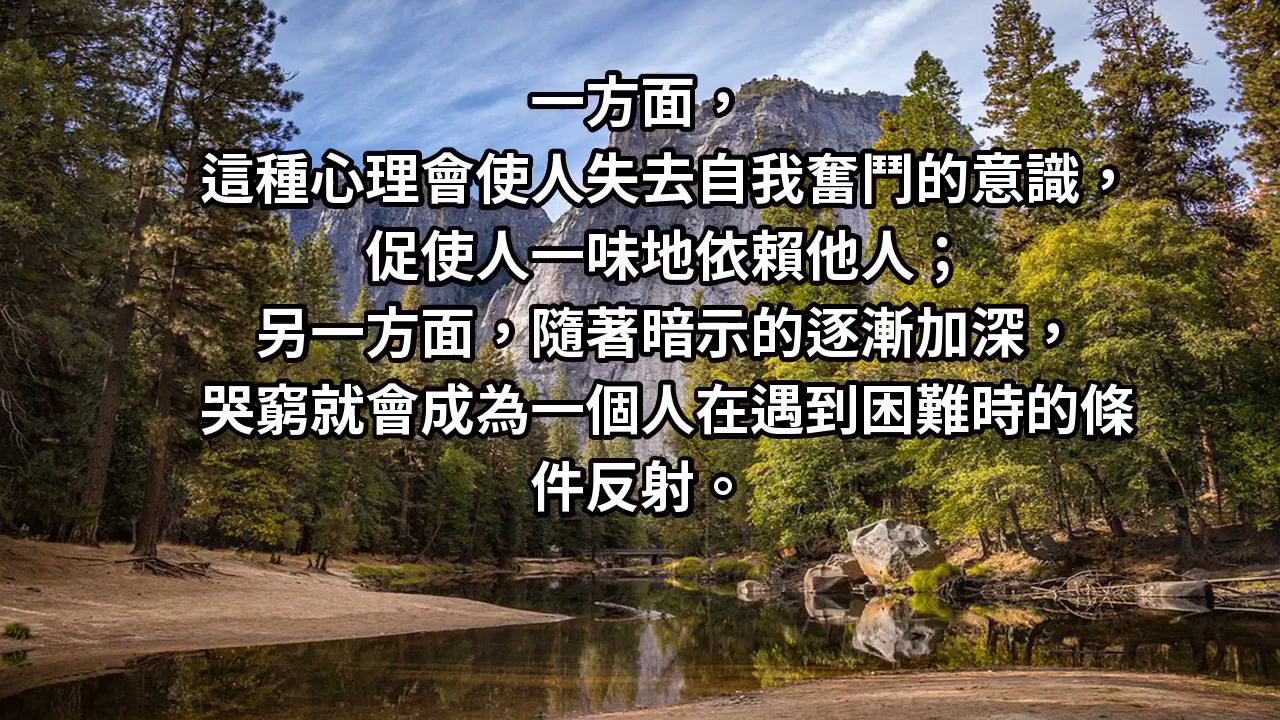 一方面，
這種心理會使人失去自我奮鬥的意識，
促使人一味地依賴他人；
另一方面，隨著暗示的逐漸加深，
哭窮就會成為一個人在遇到困難時的條
件反射。